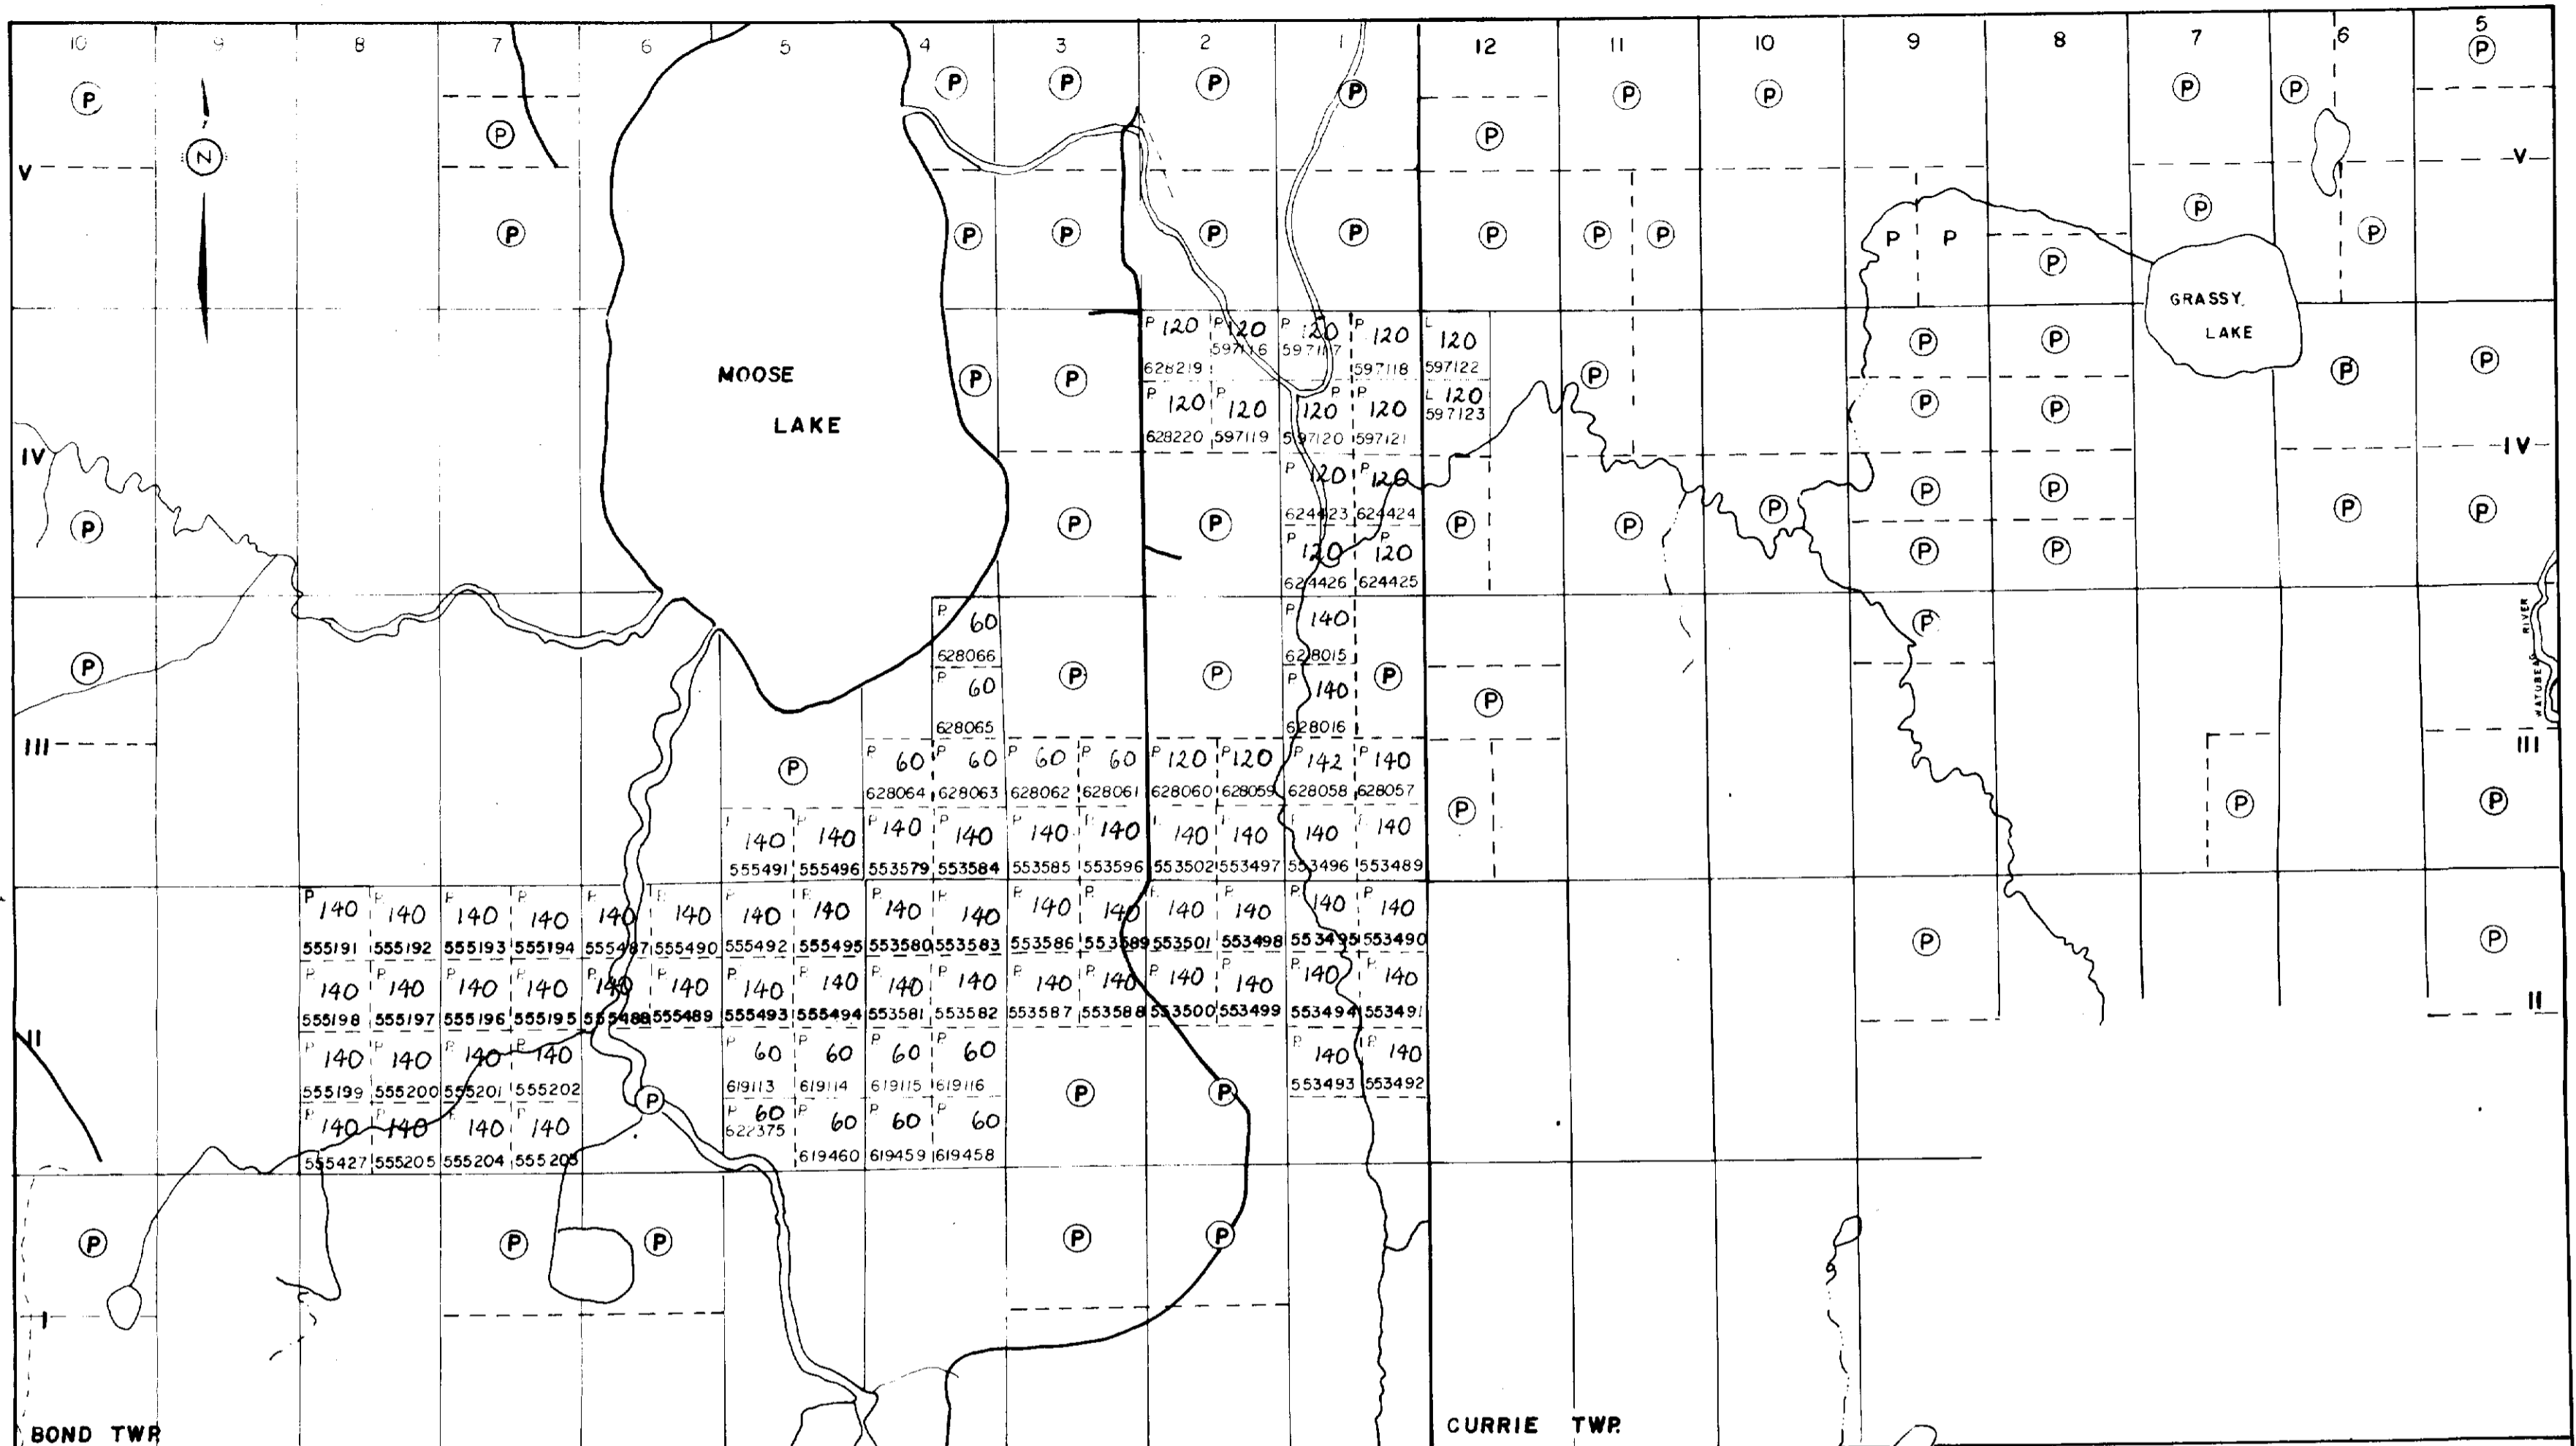 10 9 8 7 6 5 4 3 2 1 12 11 10 9 8 7 6 5
P P P P P P P P P P P
P P P
N
V V
P P P P P P P P P P P P P P P
GRASSY
LAKE
MOOSE
LAKE
P 120 P 120 P 120 P 120 L 120
628219 597116 597117 597118 597122
P P P P P P P
P 120 P 120 P 120 P 120 L 120
628220 597119 597120 597121 597123
P P
IV IV
P 120 P 120
624423 624424
P P P P P P P P P P
P 120 P 120
624426 624425
P P
P 60 P 140
628066 628015
P P P P P
P 60 P 140
628065 628016
P
WATUBEAG RIVER
III III
P
P 60 P 60 P 60 P 60 P 120 P 120 P 142 P 140
628064 628063 628062 628061 628060 628059 628058 628057
P P P
140 P 140 P 140 P 140 P 140 P 140 140 140 140 140
555491 555496 553579 553584 553585 553596 553502 553497 553496 553489
P 140 P 140 P 140 P 140 P 140 P 140 P 140 P 140 P 140 P 140 P 140 P 140 P 140 P 140 P 140 P 140
555191 555192 555193 555194 555487 555490 555492 555495 553580 553583 553586 553589 553501 553498 553495 553490
P P
P 140 P 140 P 140 P 140 P 140 P 140 P 140 P 140 P 140 P 140 P 140 P 140 P 140 P 140 P 140 P 140
555198 555197 555196 555195 555488 555489 555493 555494 553581 553582 553587 553588 553500 553499 553494 553491
II II
P 140 P 140 P 140 P 140 P 60 P 60 P 60 P 60 P 140 P 140
555199 555200 555201 555202 619113 619114 619115 619116 553493 553492
P P P
P 140 P 140 P 140 P 140 P 60 P 60 P 60 P 60
555427 555205 555204 555203 622375 619460 619459 619458
P P P P P
I
BOND TWP. CURRIE TWP.